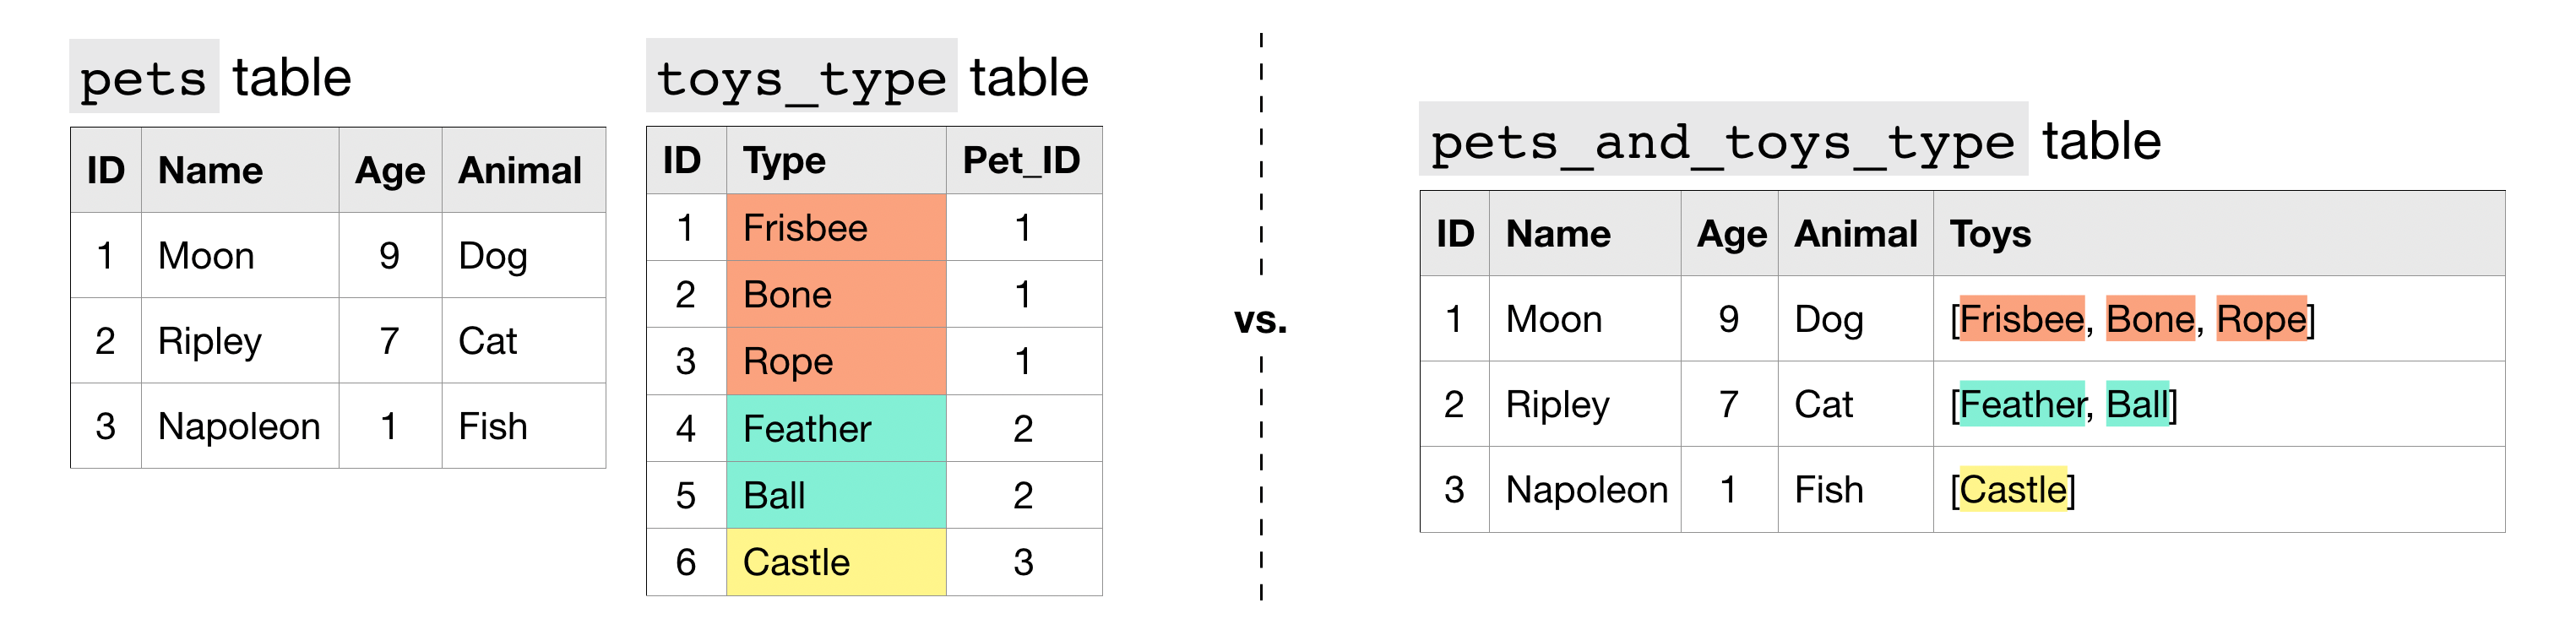 pets table
ID Name Age Animal
1 Moon 9 Dog
2 Ripley 7 Cat
3 Napoleon 1 Fish
toys_type table
ID Type Pet_ID
1 Frisbee 1
2 Bone 1
3 Rope 1
4 Feather 2
5 Ball 2
6 Castle 3
vs.
pets_and_toys_type table
ID Name Age Animal Toys
1 Moon 9 Dog [Frisbee, Bone, Rope]
2 Ripley 7 Cat [Feather, Ball]
3 Napoleon 1 Fish [Castle]